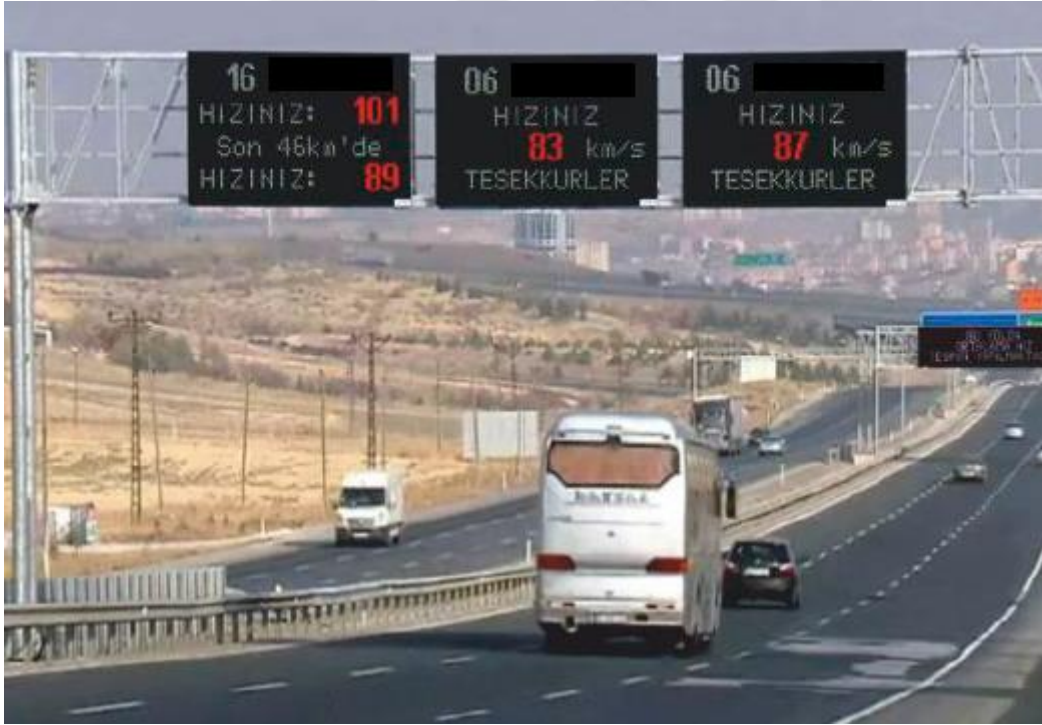 16
HIZINIZ: 101
Son 46km'de
HIZINIZ: 89
06
HIZINIZ
83 km/s
TESEKKURLER
06
HIZINIZ
87 km/s
TESEKKURLER